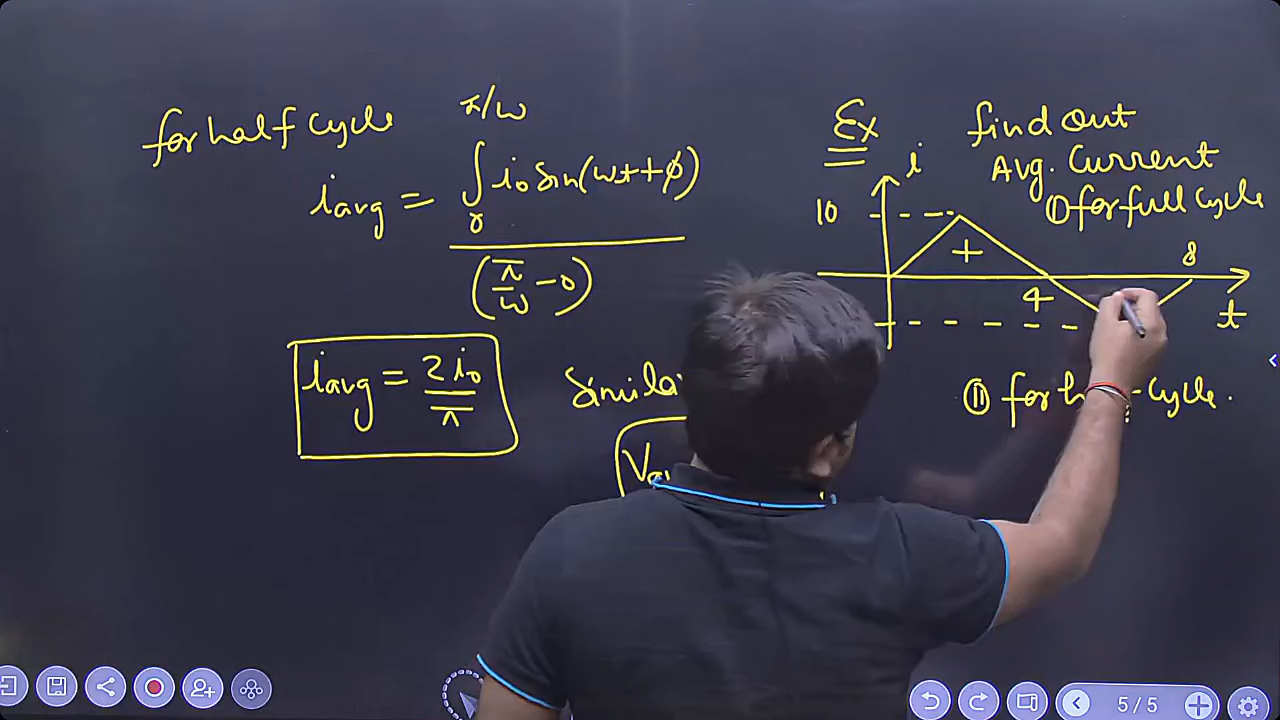 for half cycle
π/ω
∫ i₀ sin(ωt+φ)
0
iavg =
(π/ω - 0)
iavg = 2i₀/π
Ex
find out
Avg. Current
① for full cycle
i
10
+
8
4
t
② for cycle.
5/5